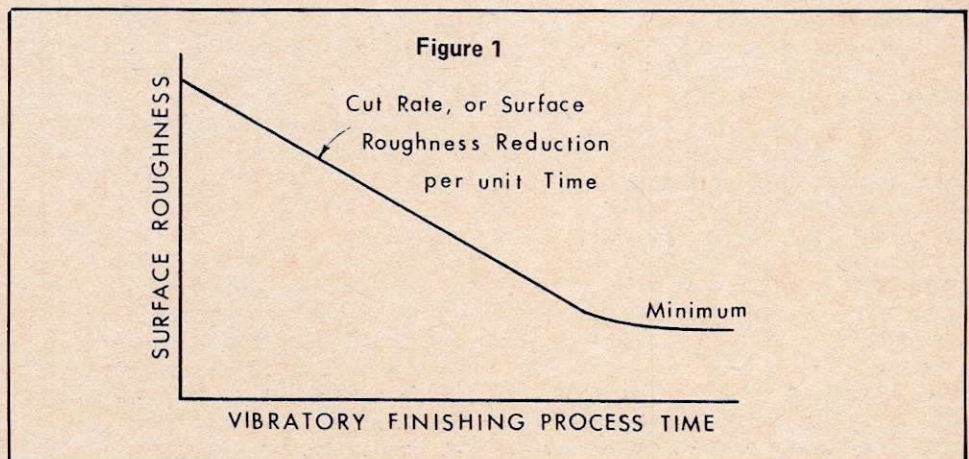 Figure 1
Cut Rate, or Surface
Roughness Reduction
per unit Time
Minimum
SURFACE ROUGHNESS
VIBRATORY FINISHING PROCESS TIME